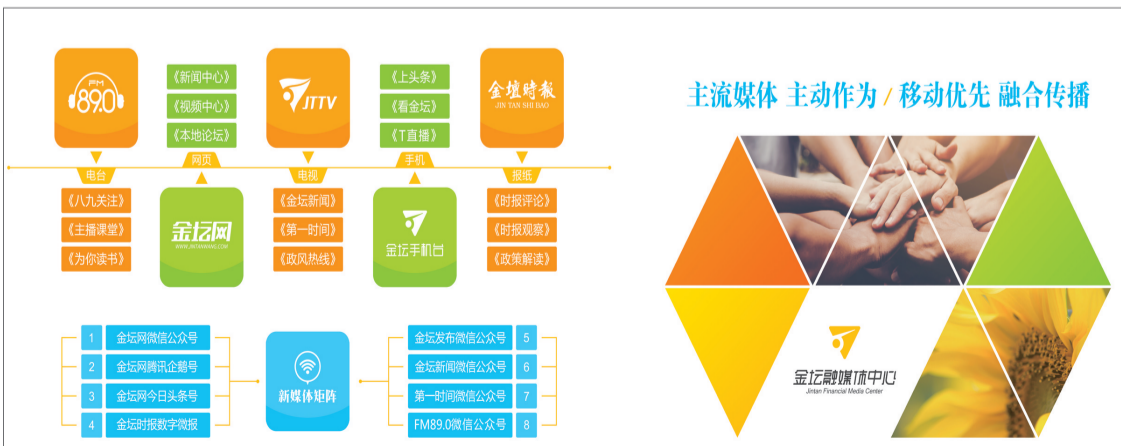 FM
89.0
《新闻中心》
《视频中心》
《本地论坛》
JTTV
《上头条》
《看金坛》
《T直播》
金壇時報
JIN TAN SHI BAO
电台
网页
电视
手机
报纸
《八九关注》
《主播课堂》
《为你读书》
金坛网
WWW.JINTANWANG.COM
《金坛新闻》
《第一时间》
《政风热线》
金坛手机台
《时报评论》
《时报观察》
《政策解读》
1 金坛网微信公众号
2 金坛网腾讯企鹅号
3 金坛网今日头条号
4 金坛时报数字微报
新媒体矩阵
金坛发布微信公众号 5
金坛新闻微信公众号 6
第一时间微信公众号 7
FM89.0微信公众号 8
主流媒体 主动作为 / 移动优先 融合传播
金坛融媒体中心
Jintan Financial Media Center